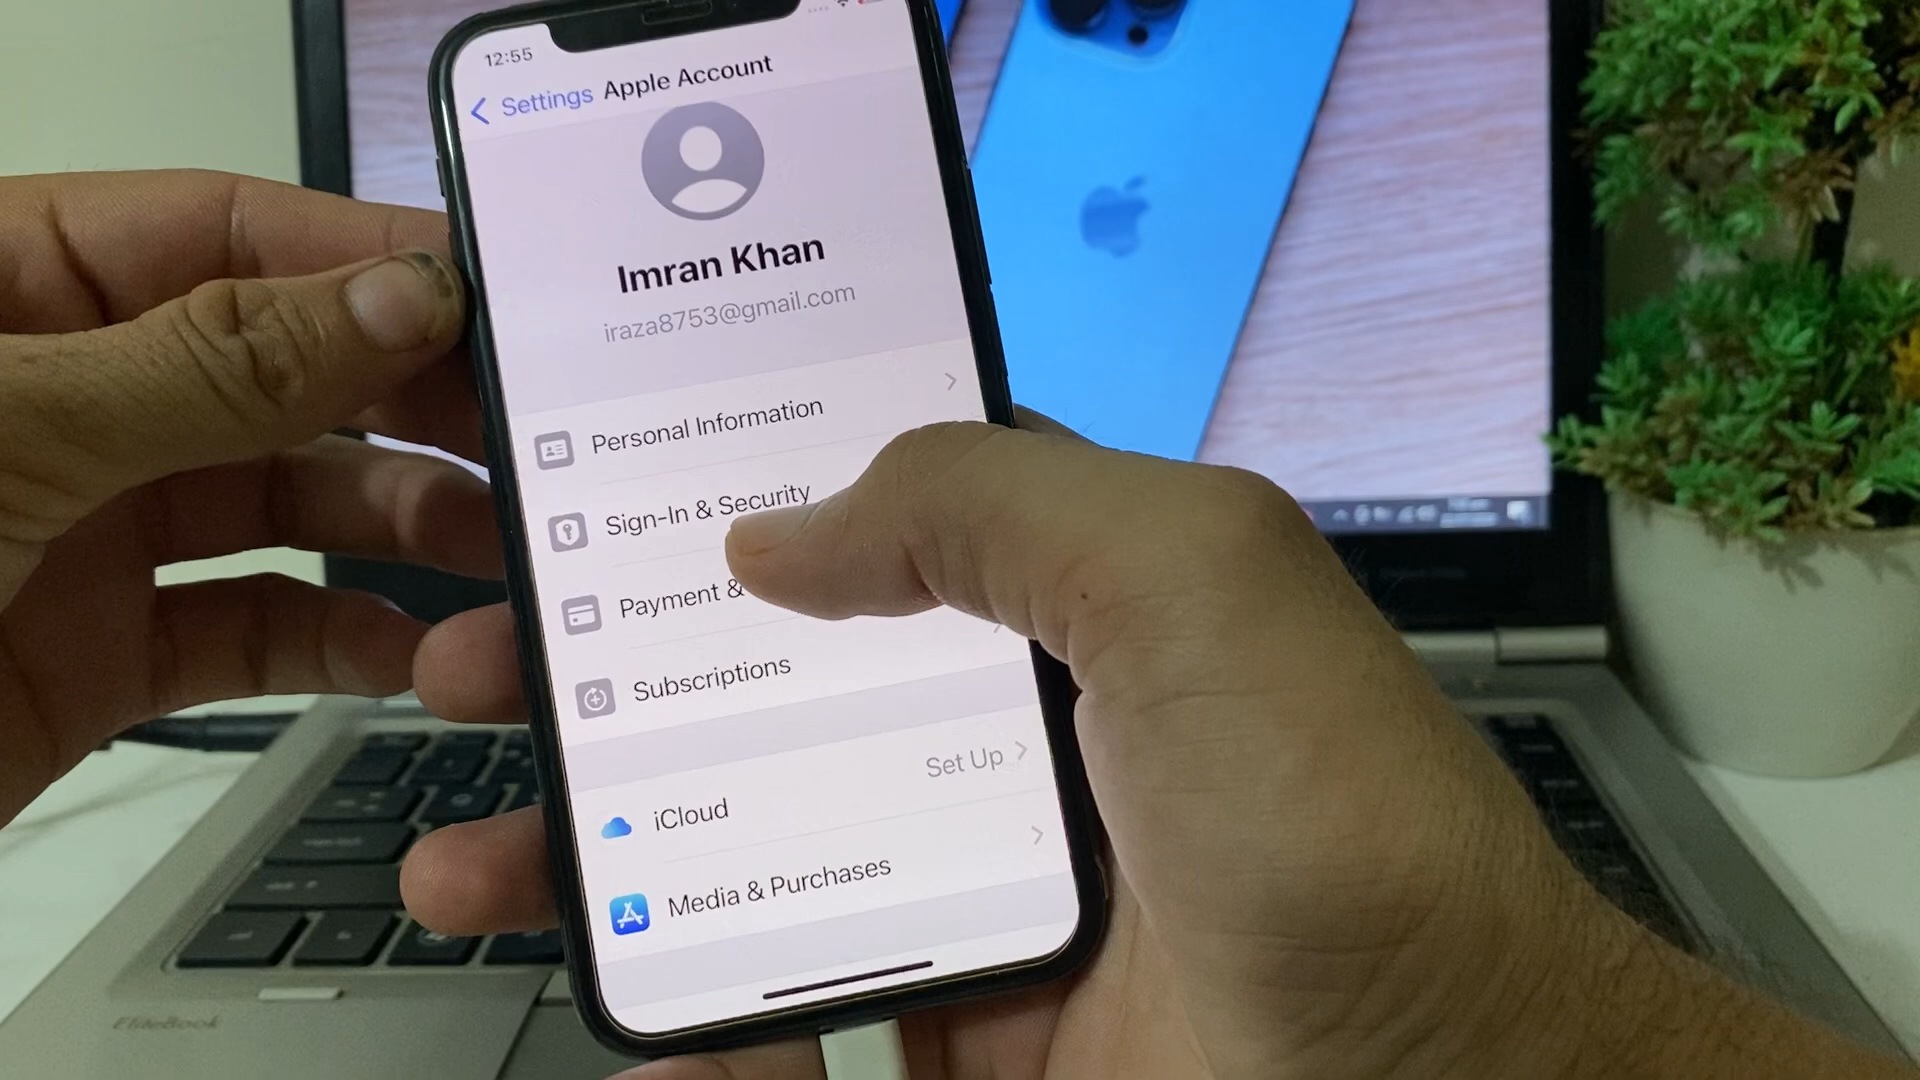 12:55
Settings Apple Account
Imran Khan
iraza8753@gmail.com
Personal Information
Sign-In & Security
Payment &
Subscriptions
Set Up
iCloud
Media & Purchases
EliteBook